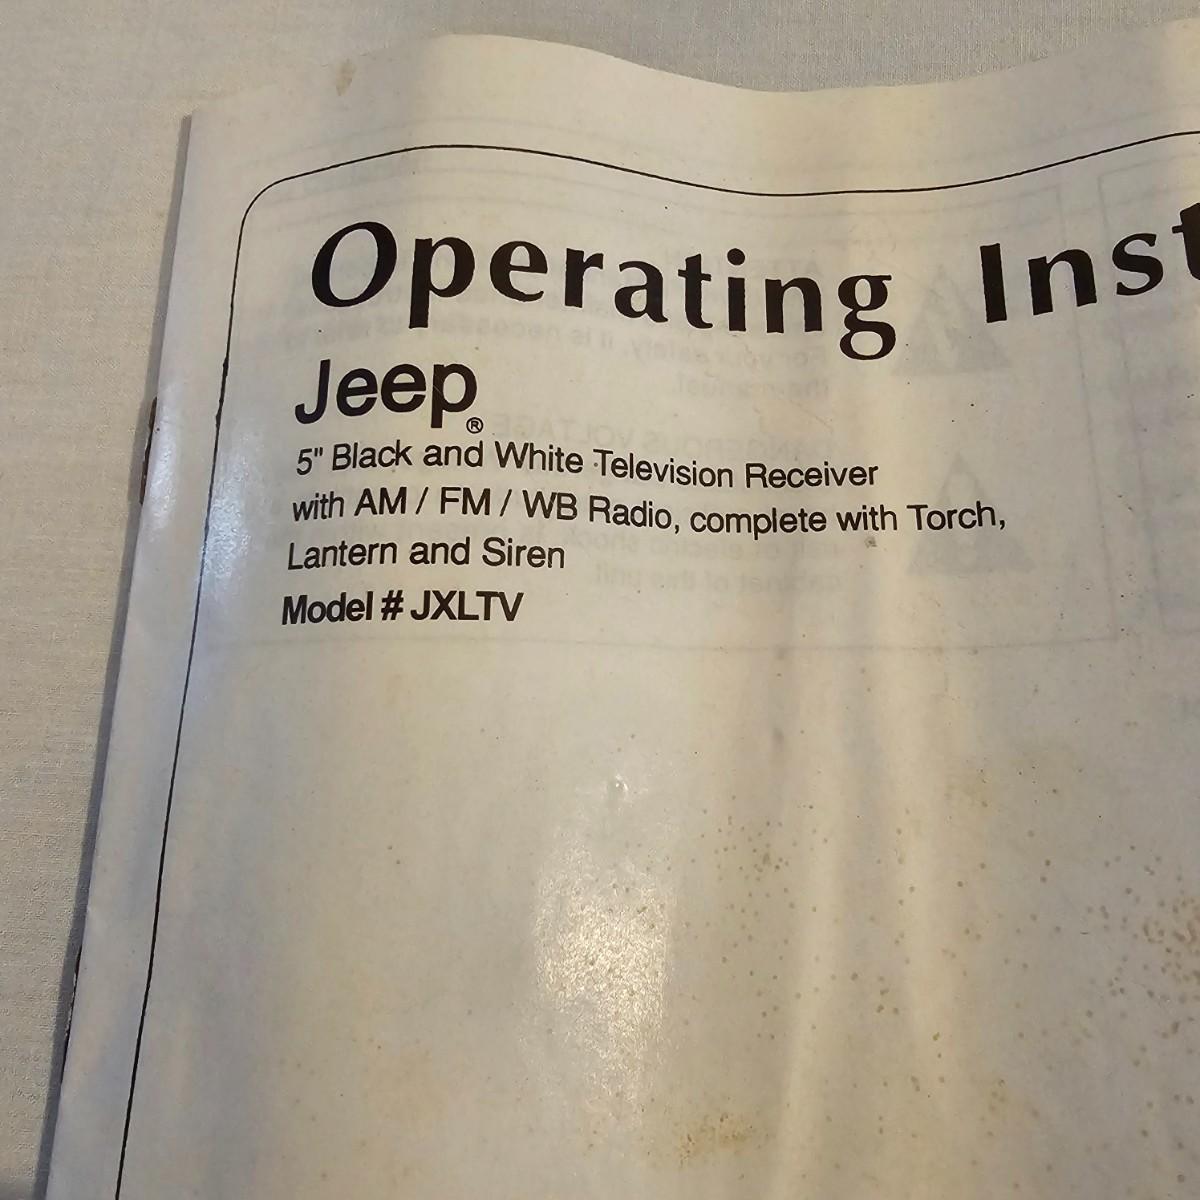 Operating Inst
Jeep®
5" Black and White Television Receiver
with AM / FM / WB Radio, complete with Torch,
Lantern and Siren
Model # JXLTV